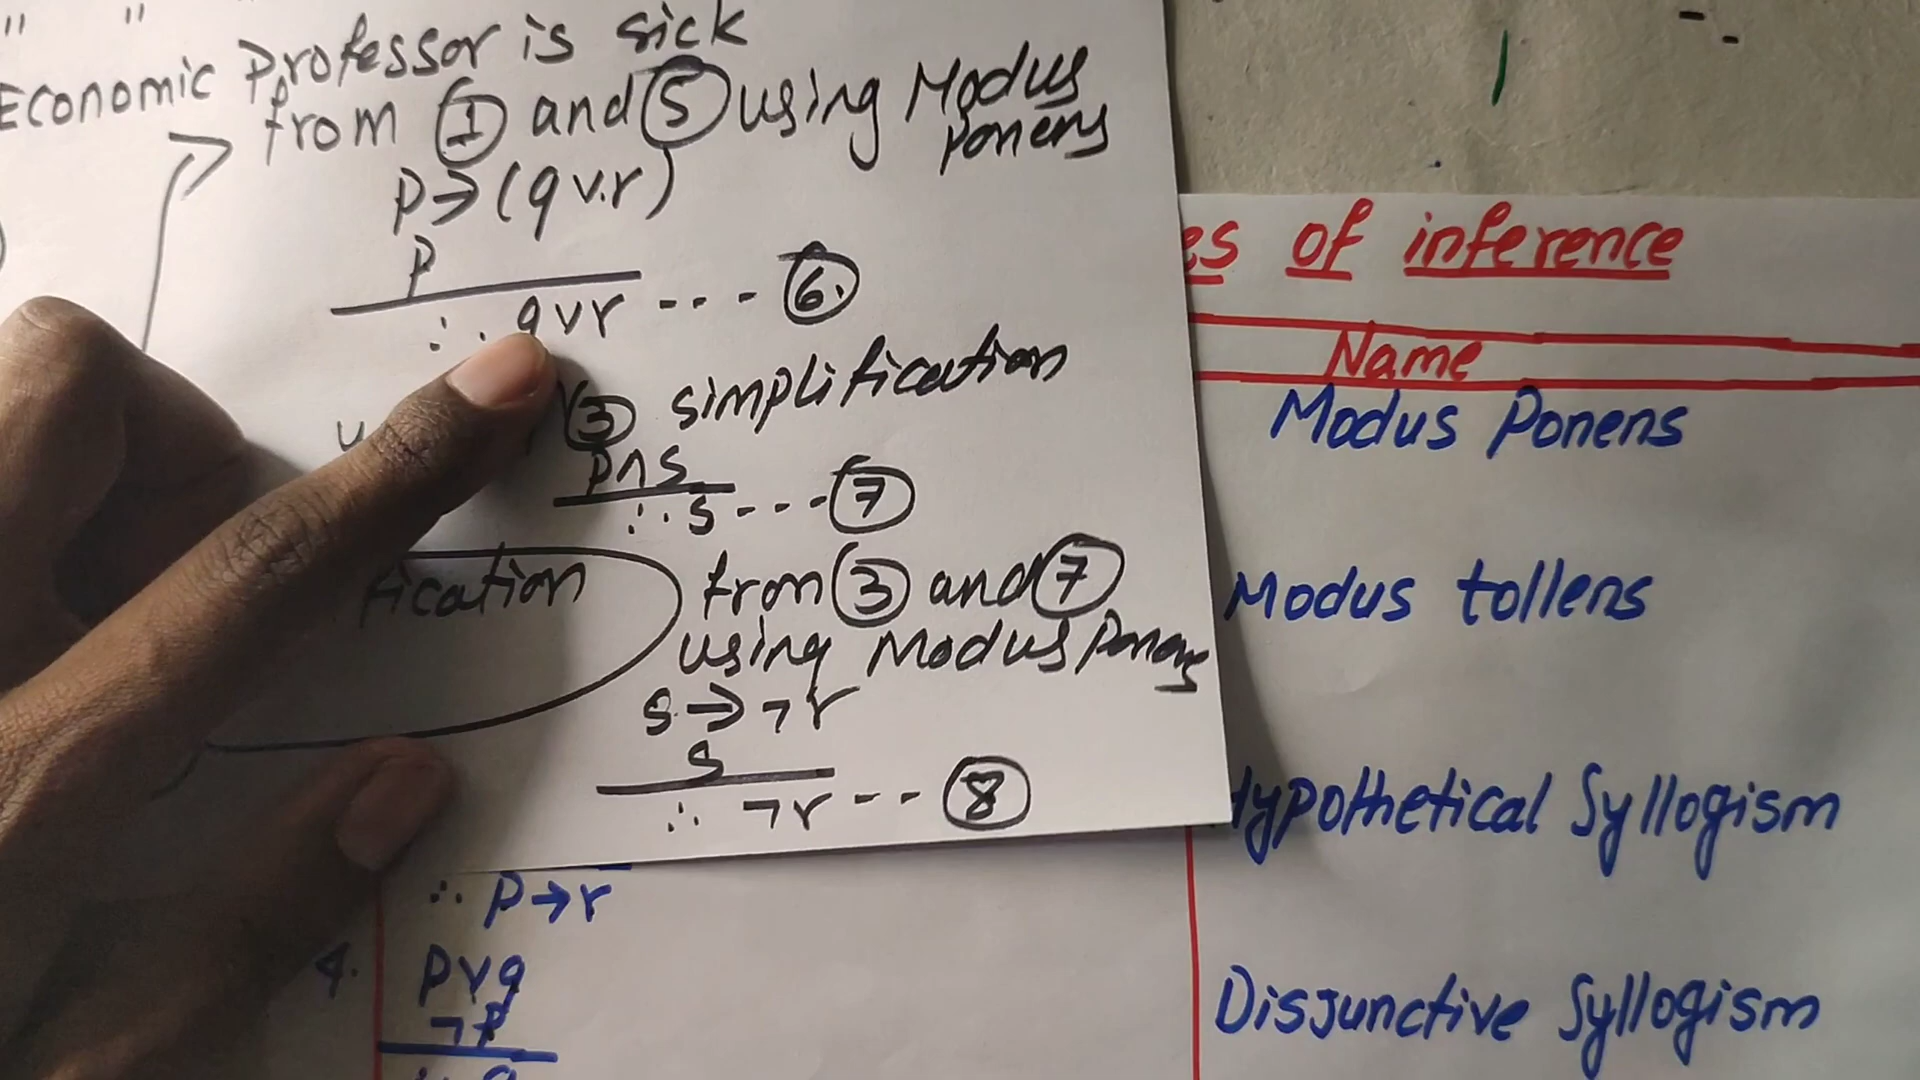 " "
Economic Professor is sick
from ① and ⑤ using Modus
Ponens
p→(q∨r)
p
∴ q∨r --- ⑥
③ simplification
p∧s
∴ s --- ⑦
fication
from ③ and ⑦
using Modus Ponens
s→¬r
s
∴ ¬r -- ⑧
es of inference
Name
Modus Ponens
Modus tollens
Hypothetical Syllogism
∴ p→r
4. p∨q
¬p
Disjunctive Syllogism